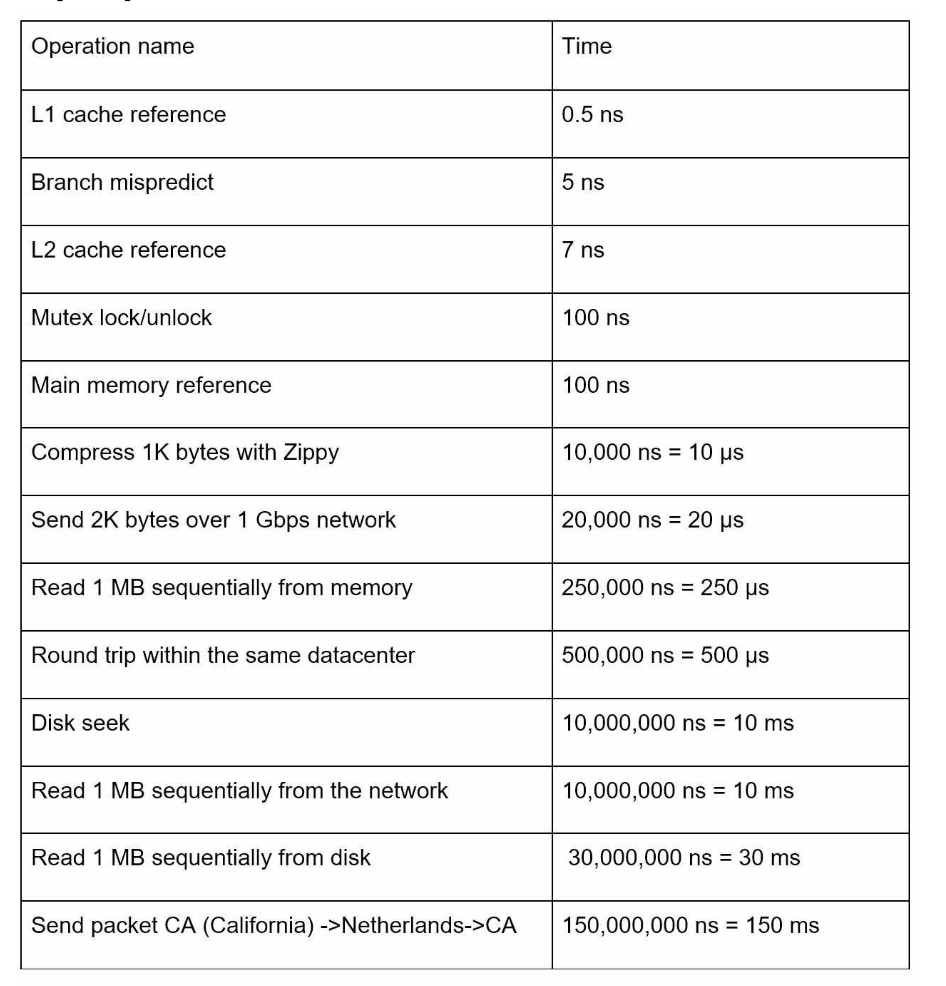 Operation name Time
L1 cache reference 0.5 ns
Branch mispredict 5 ns
L2 cache reference 7 ns
Mutex lock/unlock 100 ns
Main memory reference 100 ns
Compress 1K bytes with Zippy 10,000 ns = 10 µs
Send 2K bytes over 1 Gbps network 20,000 ns = 20 µs
Read 1 MB sequentially from memory 250,000 ns = 250 µs
Round trip within the same datacenter 500,000 ns = 500 µs
Disk seek 10,000,000 ns = 10 ms
Read 1 MB sequentially from the network 10,000,000 ns = 10 ms
Read 1 MB sequentially from disk 30,000,000 ns = 30 ms
Send packet CA (California) ->Netherlands->CA 150,000,000 ns = 150 ms